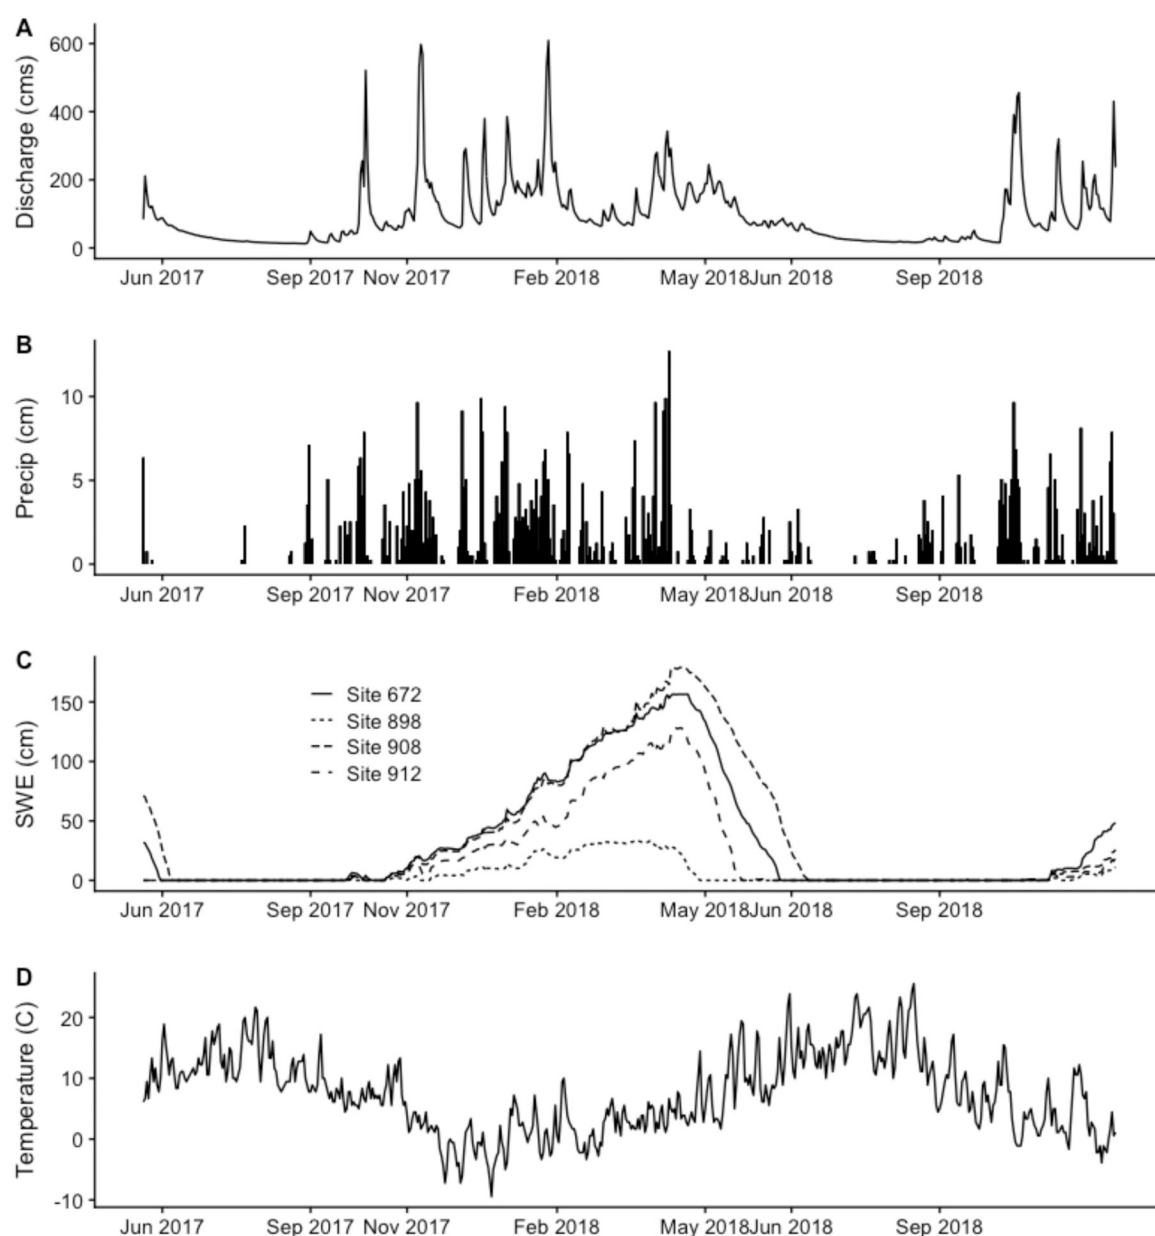 A
Discharge (cms)
600
400
200
0
Jun 2017 Sep 2017 Nov 2017 Feb 2018 May 2018 Jun 2018 Sep 2018
B
Precip (cm)
10
5
0
Jun 2017 Sep 2017 Nov 2017 Feb 2018 May 2018 Jun 2018 Sep 2018
C
SWE (cm)
150
100
50
0
Site 672
Site 898
Site 908
Site 912
Jun 2017 Sep 2017 Nov 2017 Feb 2018 May 2018 Jun 2018 Sep 2018
D
Temperature (C)
20
10
0
-10
Jun 2017 Sep 2017 Nov 2017 Feb 2018 May 2018 Jun 2018 Sep 2018